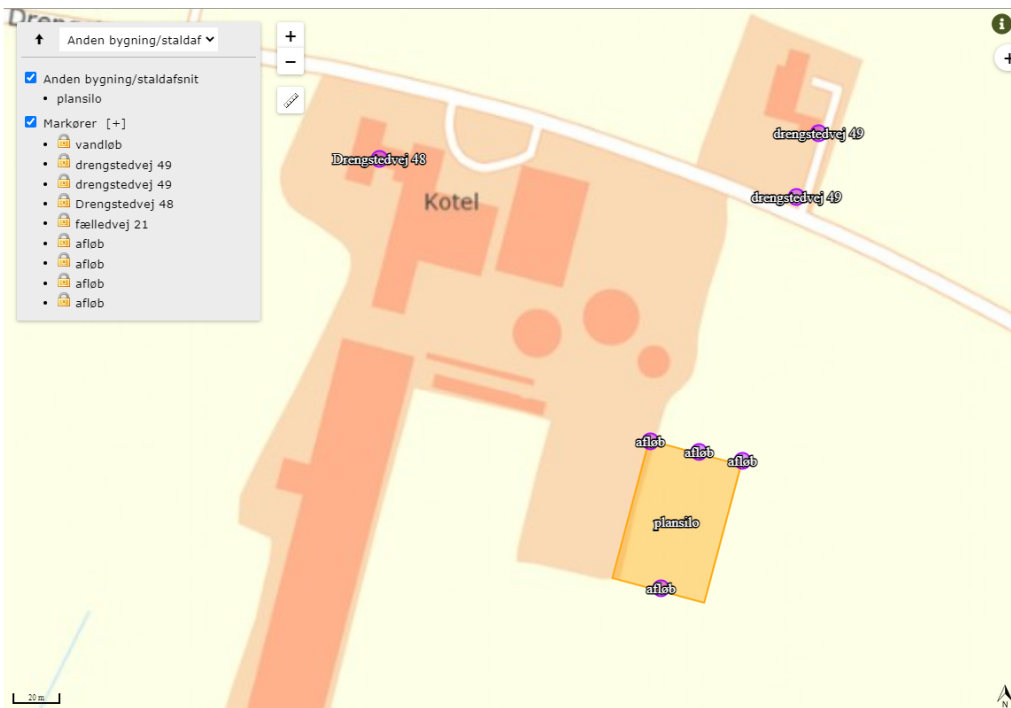 Anden bygning/staldaf
Anden bygning/staldafsnit
plansilo
Markører [+]
vandløb
drengstedvej 49
drengstedvej 49
Drengstedvej 48
fælledvej 21
afløb
afløb
afløb
afløb
+
−
i
+
drengstedvej 49
Drengstedvej 48
drengstedvej 49
Kotel
afløb
afløb
afløb
plansilo
afløb
20 m
N